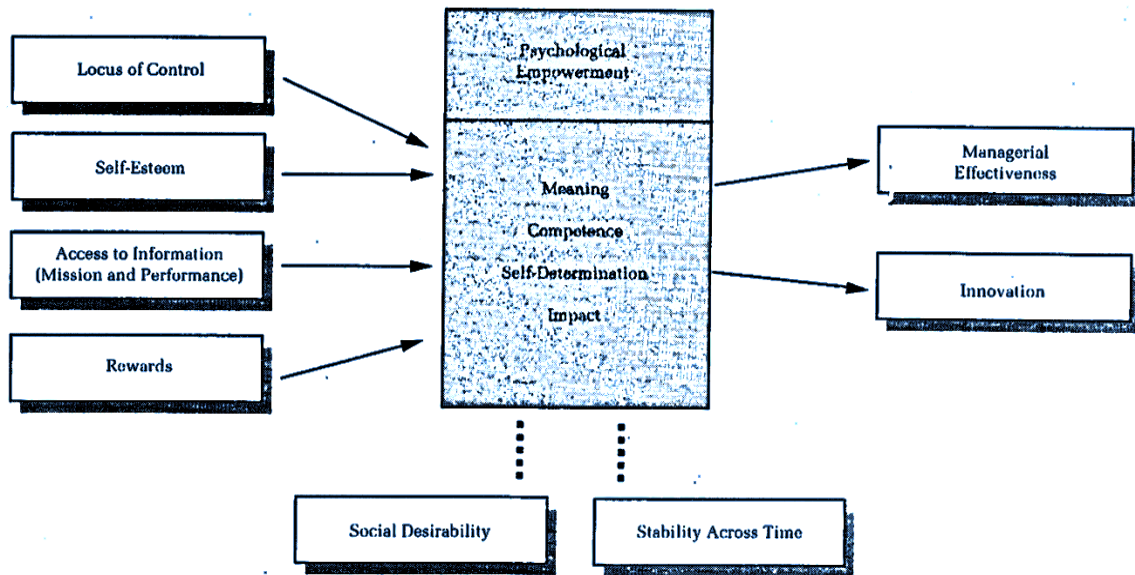 Locus of Control
Self-Esteem
Access to Information
(Mission and Performance)
Rewards
Psychological
Empowerment
Meaning
Competence
Self-Determination
Impact
Managerial
Effectiveness
Innovation
Social Desirability
Stability Across Time